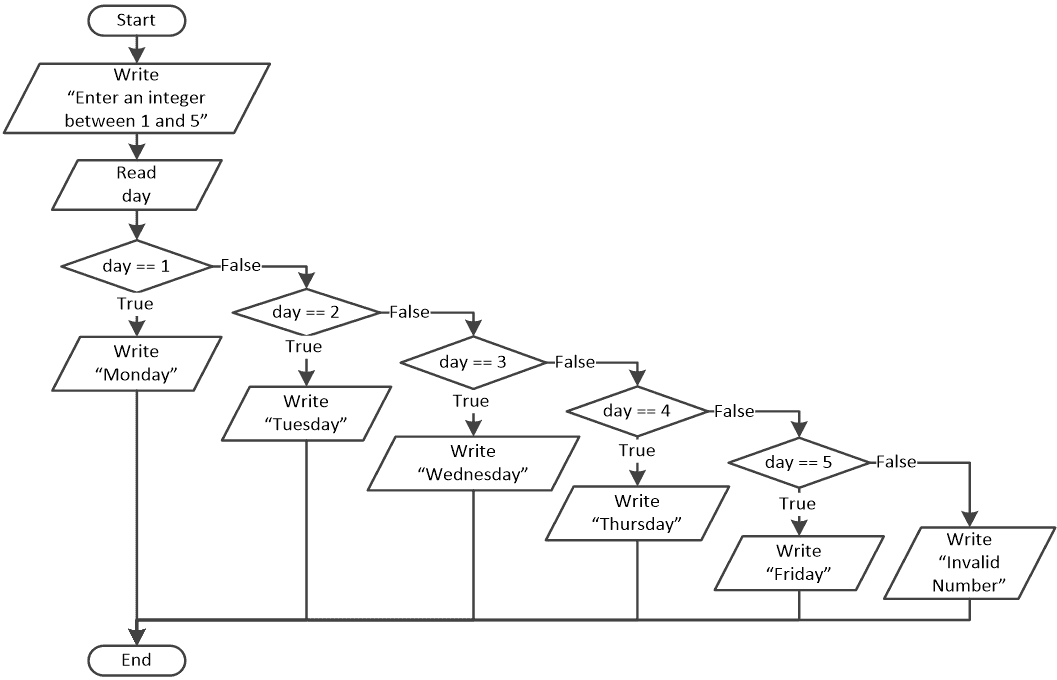 Start
Write
“Enter an integer
between 1 and 5”
Read
day
day == 1
False
True
Write
“Monday”
day == 2
False
True
Write
“Tuesday”
day == 3
False
True
Write
“Wednesday”
day == 4
False
True
Write
“Thursday”
day == 5
False
True
Write
“Friday”
Write
“Invalid
Number”
End